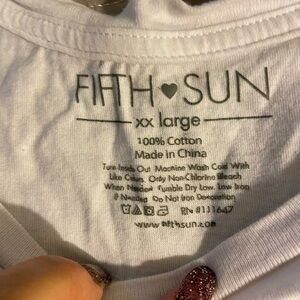 FIFTH♥SUN
xx large
100% Cotton
Made in China
Turn Inside Out Machine Wash Cold With
Like Colors Only Non-Chlorine Bleach
When Needed Tumble Dry Low. Low Iron
If Needed Do Not Iron Decoration
RN #111647
www.fifthsun.com